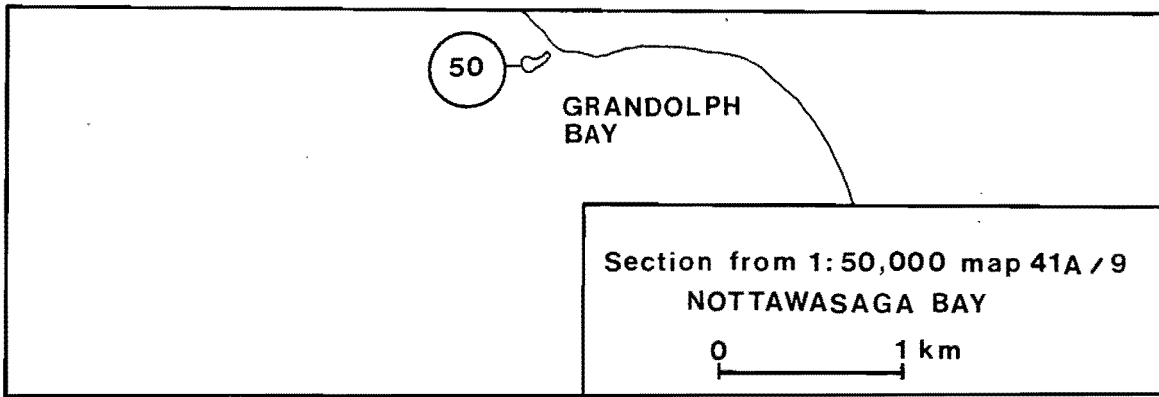 50
GRANDOLPH
BAY
Section from 1:50,000 map 41A/9
NOTTAWASAGA BAY
0 1 km